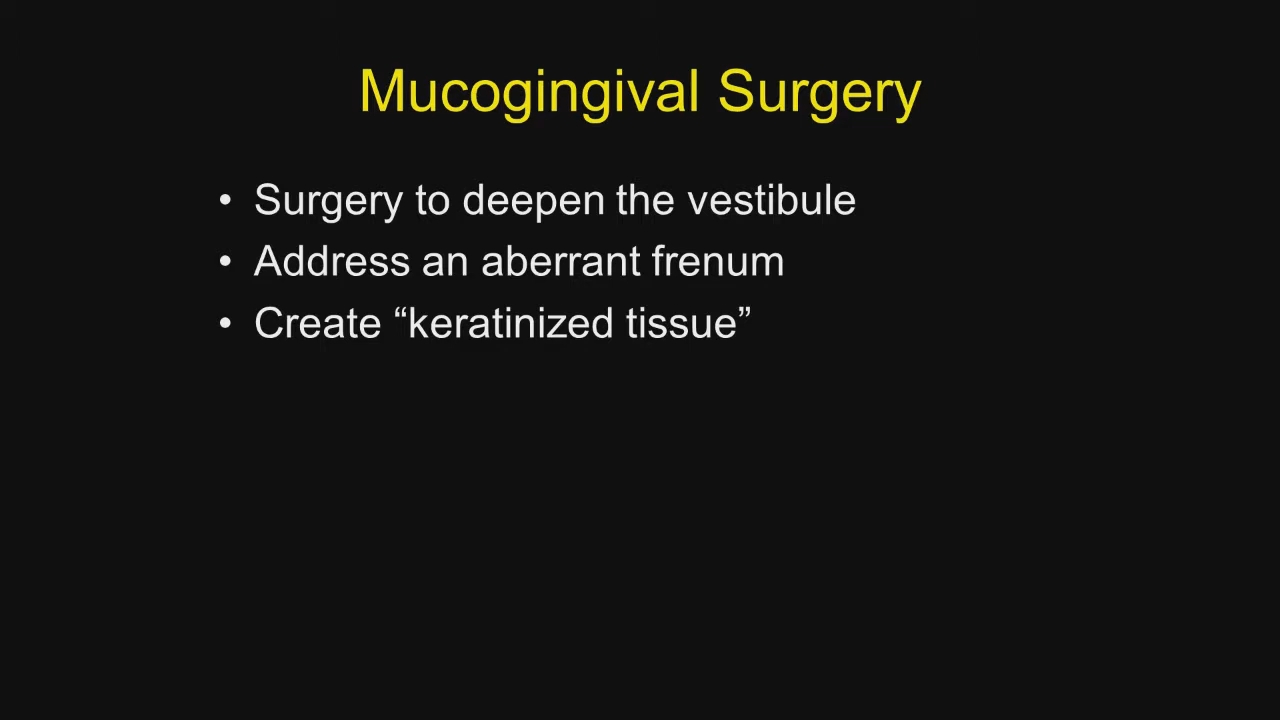 Mucogingival Surgery
• Surgery to deepen the vestibule
• Address an aberrant frenum
• Create “keratinized tissue”